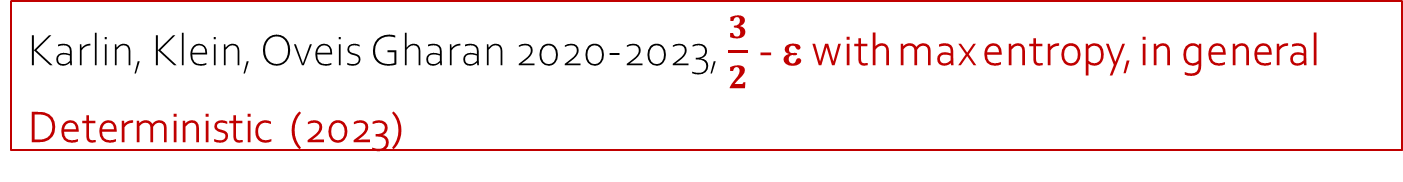 Karlin, Klein, Oveis Gharan 2020-2023, 3/2 - ε with max entropy, in general
Deterministic (2023)